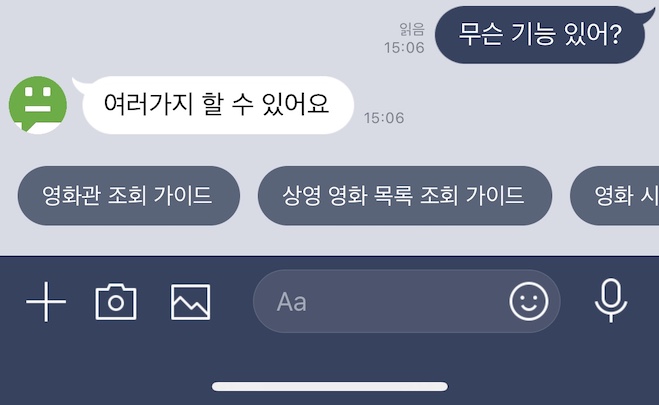 무슨 기능 있어?
읽음
15:06
여러가지 할 수 있어요
15:06
영화관 조회 가이드
상영 영화 목록 조회 가이드
영화 시
Aa